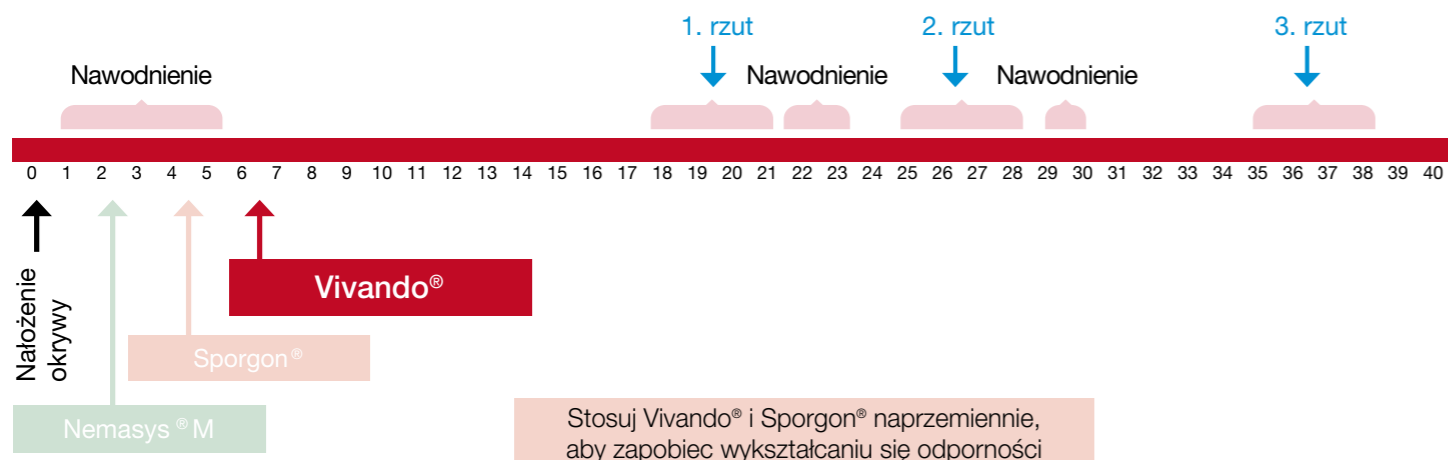 1. rzut
2. rzut
3. rzut
Nawodnienie
Nawodnienie
Nawodnienie
0 1 2 3 4 5 6 7 8 9 10 11 12 13 14 15 16 17 18 19 20 21 22 23 24 25 26 27 28 29 30 31 32 33 34 35 36 37 38 39 40
Nałożenie
okrywy
Vivando®
Sporgon®
Nemasys ® M
Stosuj Vivando® i Sporgon® naprzemiennie,
aby zapobiec wykształcaniu się odporności